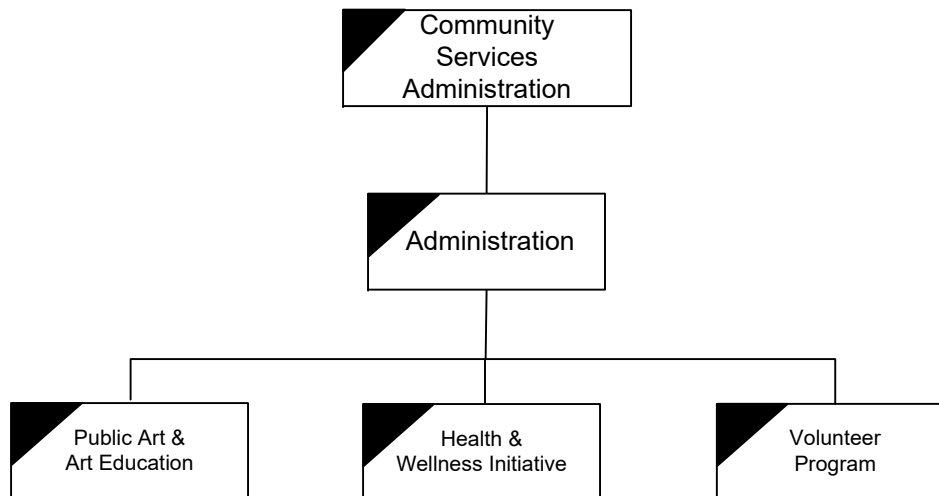 Community
Services
Administration
Administration
Public Art &
Art Education
Health &
Wellness Initiative
Volunteer
Program